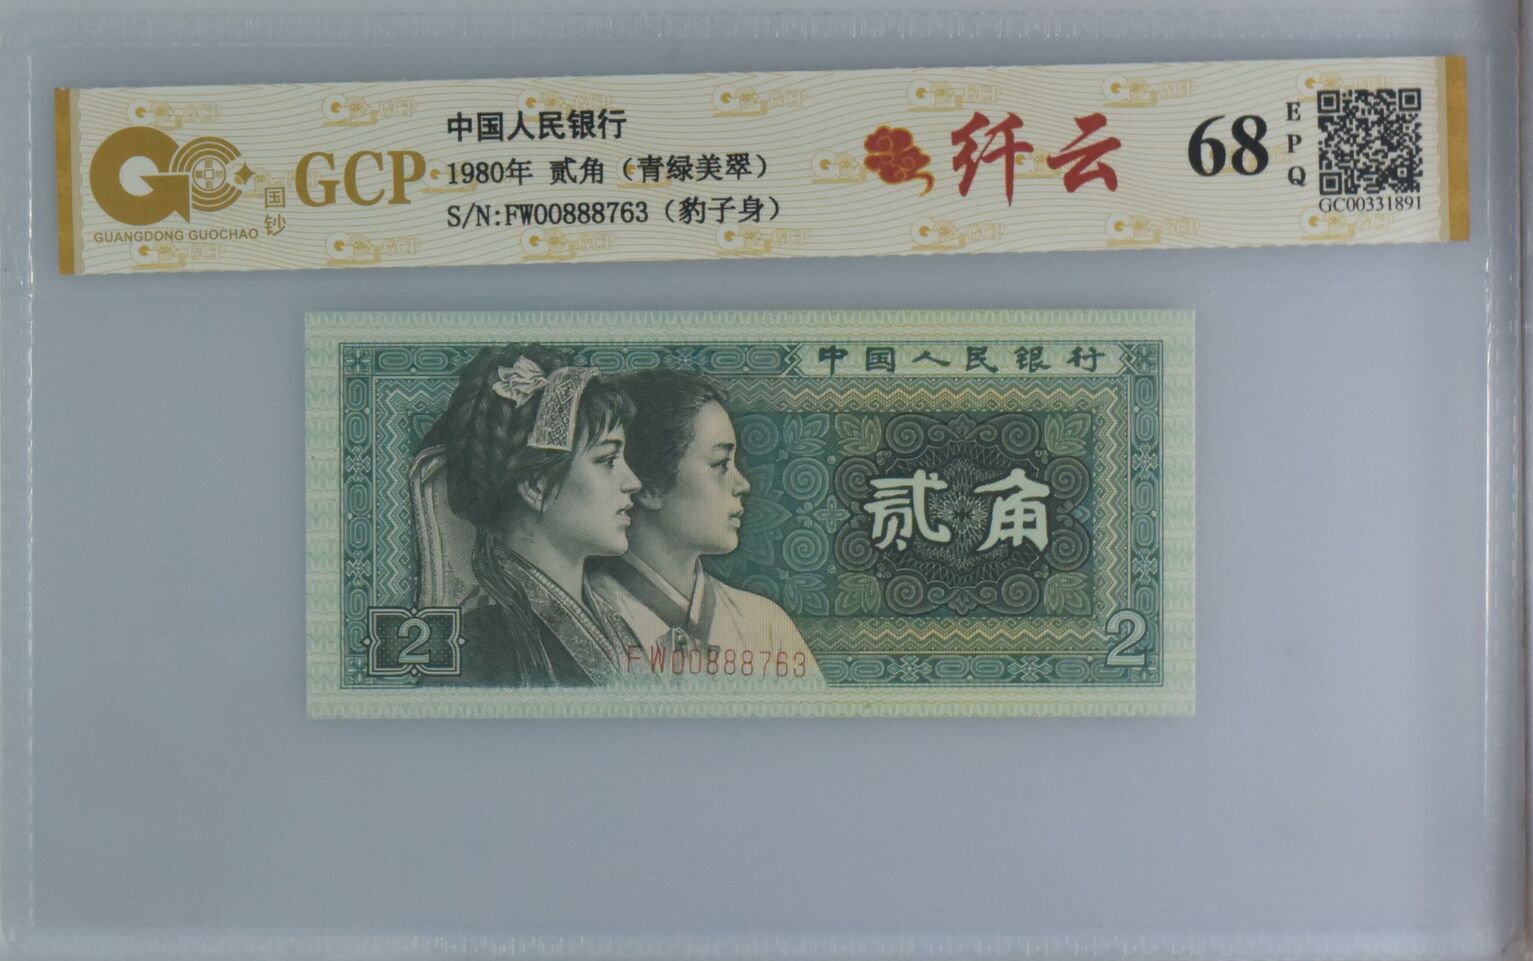 GUANGDONG GUOCHAO
国钞
GCP
中国人民银行
1980年 贰角（青绿美翠）
S/N:FW00888763（豹子身）
纤云
68
EPQ
GC00331891
中国人民银行
贰角
2
FW00888763
2